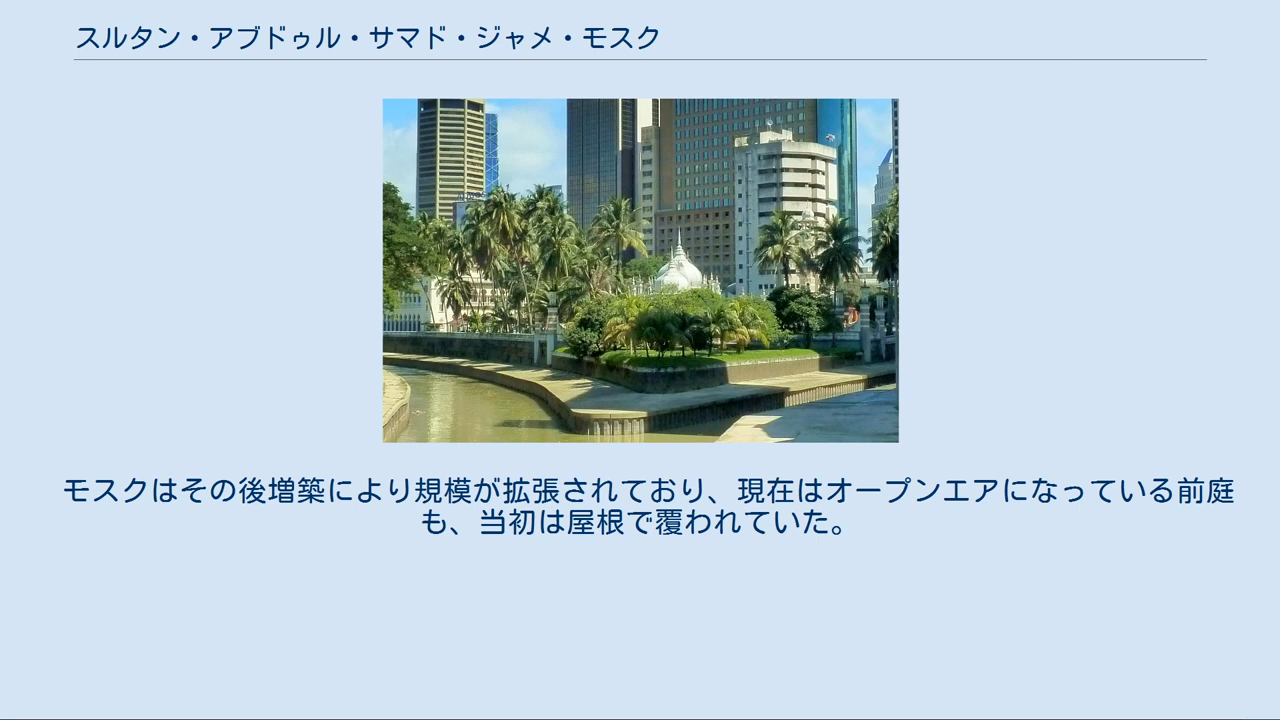 スルタン・アブドゥル・サマド・ジャメ・モスク
モスクはその後増築により規模が拡張されており、現在はオープンエアになっている前庭
も、当初は屋根で覆われていた。